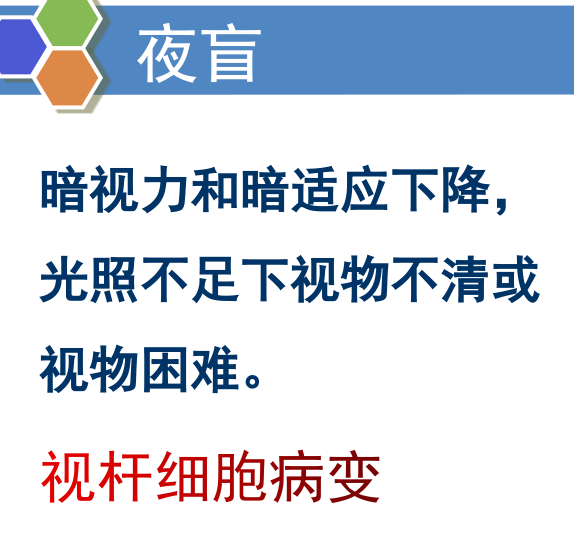 夜盲
暗视力和暗适应下降，
光照不足下视物不清或
视物困难。
视杆细胞病变